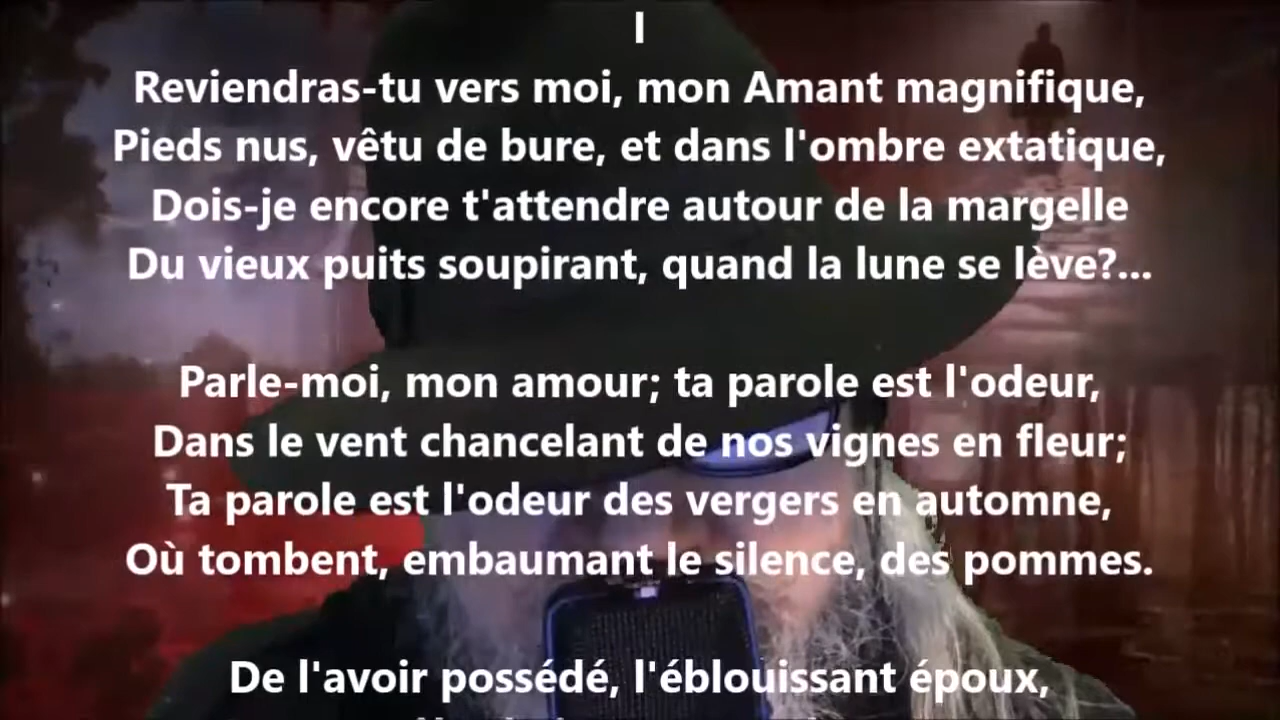 I
Reviendras-tu vers moi, mon Amant magnifique,
Pieds nus, vêtu de bure, et dans l'ombre extatique,
Dois-je encore t'attendre autour de la margelle
Du vieux puits soupirant, quand la lune se lève?...
Parle-moi, mon amour; ta parole est l'odeur,
Dans le vent chancelant de nos vignes en fleur;
Ta parole est l'odeur des vergers en automne,
Où tombent, embaumant le silence, des pommes.
De l'avoir possédé, l'éblouissant époux,